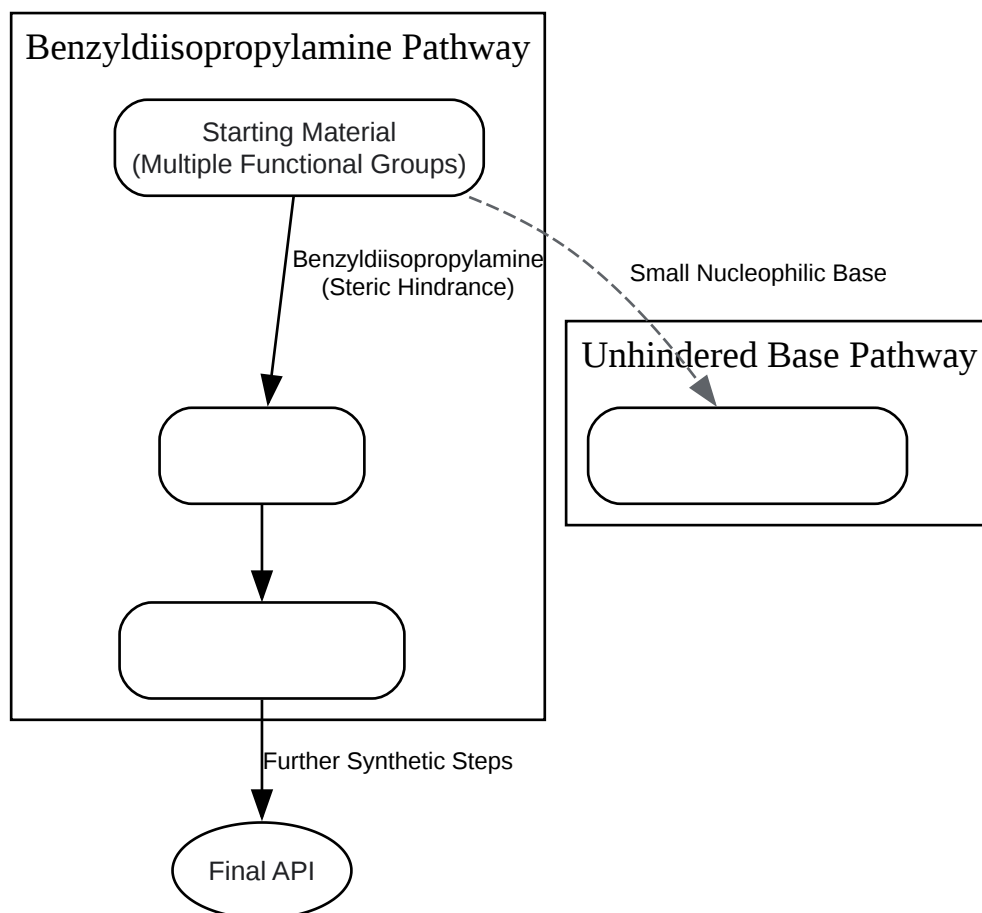 Benzyldiisopropylamine Pathway
Starting Material
(Multiple Functional Groups)
Benzyldiisopropylamine
(Steric Hindrance)
Small Nucleophilic Base
Unhindered Base Pathway
Further Synthetic Steps
Final API